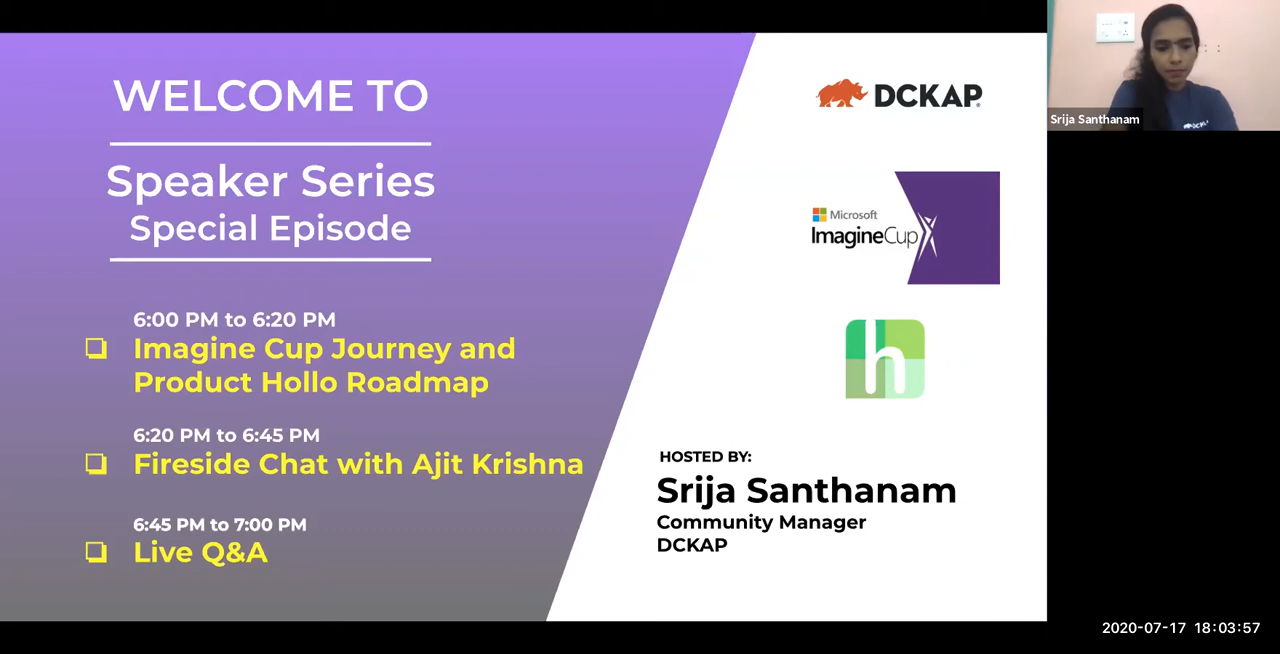 WELCOME TO
Speaker Series
Special Episode
6:00 PM to 6:20 PM
Imagine Cup Journey and
Product Hollo Roadmap
6:20 PM to 6:45 PM
Fireside Chat with Ajit Krishna
6:45 PM to 7:00 PM
Live Q&A
DCKAP
Microsoft
ImagineCup
h
HOSTED BY:
Srija Santhanam
Community Manager
DCKAP
Srija Santhanam
2020-07-17 18:03:57